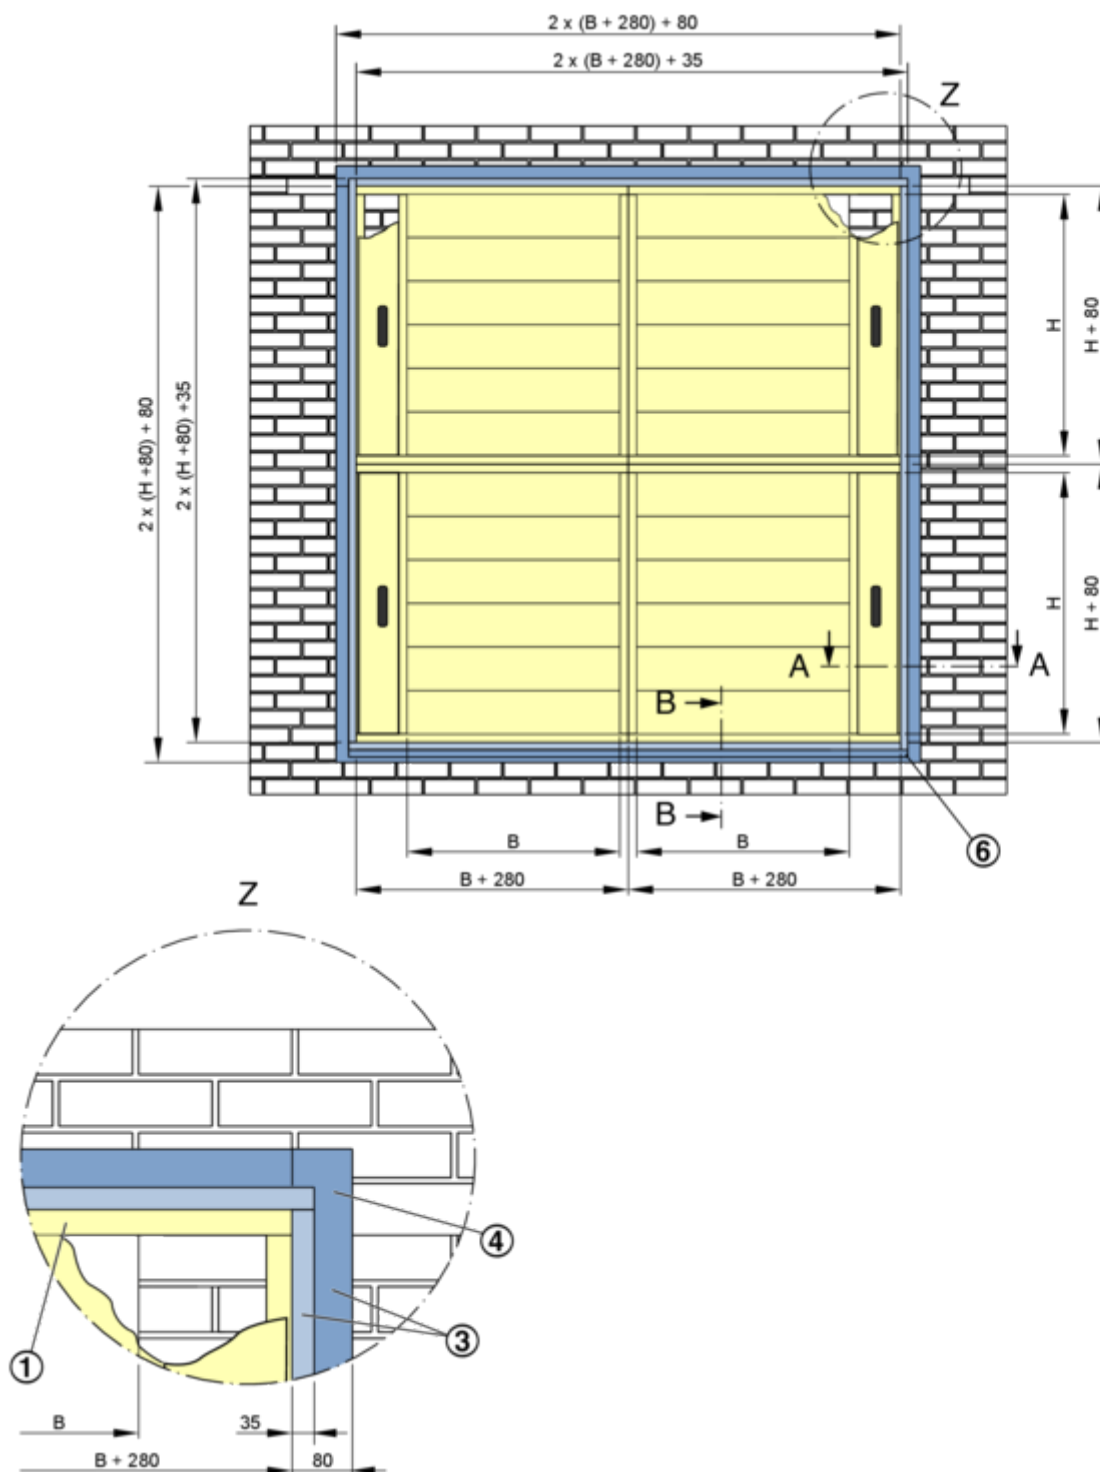 2 x (B + 280) + 80
2 x (B + 280) + 35
Z
2 x (H +80) + 80
2 x (H +80) +35
H
H + 80
H
H + 80
A
A
B
B
6
B
B
B + 280
B + 280
Z
4
3
1
B
35
B + 280
80